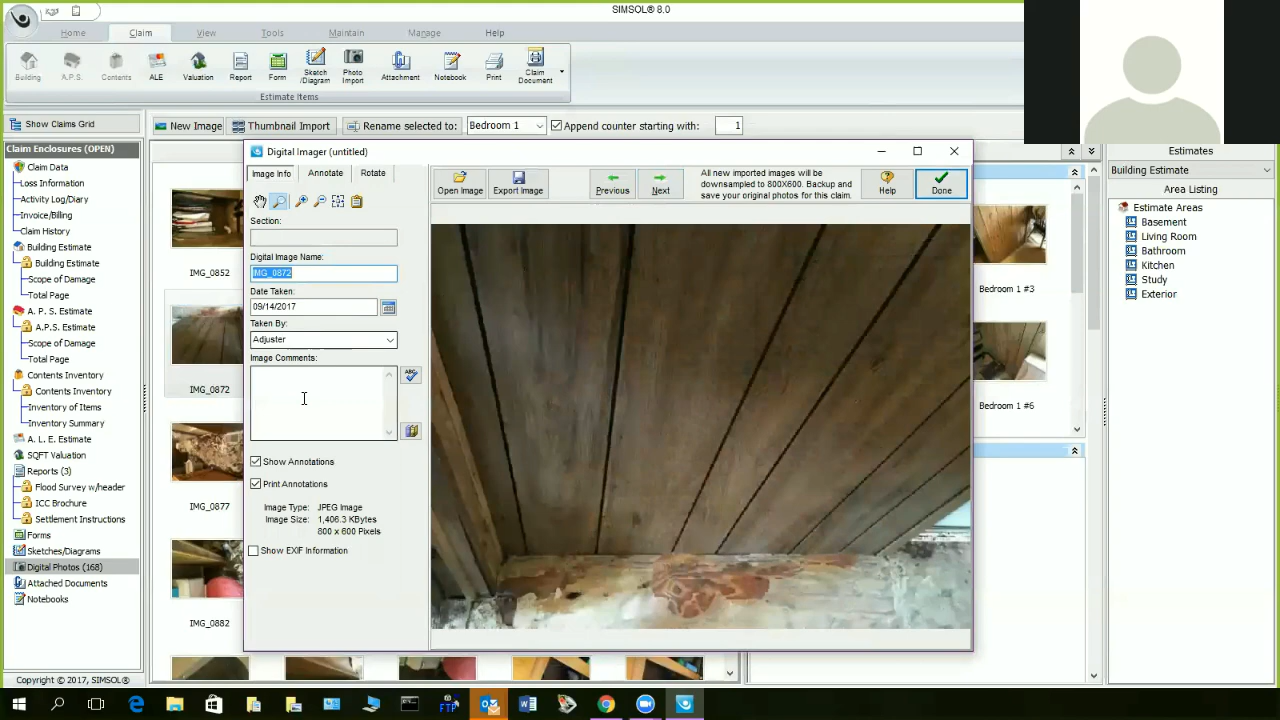 SIMSOL® 8.0
Home Claim View Tools Maintain Manage Help
Building A.P.S. Contents ALE Valuation Report Form Sketch /Diagram Photo Import Attachment Notebook Print Claim Document
Estimate Items
Show Claims Grid
New Image Thumbnail Import Rename selected to: Bedroom 1 Append counter starting with: 1
Claim Enclosures (OPEN)
Claim Data
Loss Information
Activity Log/Diary
Invoice/Billing
Claim History
Building Estimate
Building Estimate
Scope of Damage
Total Page
A. P. S. Estimate
A.P.S. Estimate
Scope of Damage
Total Page
Contents Inventory
Contents Inventory
Inventory of Items
Inventory Summary
A. L. E. Estimate
SQFT Valuation
Reports (3)
Flood Survey w/header
ICC Brochure
Settlement Instructions
Forms
Sketches/Diagrams
Digital Photos (168)
Attached Documents
Notebooks
Copyright © 2017, SIMSOL®
IMG_0852
IMG_0872
IMG_0877
IMG_0882
Digital Imager (untitled)
Image Info Annotate Rotate
Section:
Digital Image Name:
IMG_0872
Date Taken:
09/14/2017
Taken By:
Adjuster
Image Comments:
ABC
Show Annotations
Print Annotations
Image Type: JPEG Image
Image Size: 1,406.3 KBytes
800 x 600 Pixels
Show EXIF Information
Open Image Export Image Previous Next
All new imported images will be
downsampled to 800X600. Backup and
save your original photos for this claim.
Help Done
Bedroom 1 #3
Bedroom 1 #6
Estimates
Building Estimate
Area Listing
Estimate Areas
Basement
Living Room
Bathroom
Kitchen
Study
Exterior
FTP